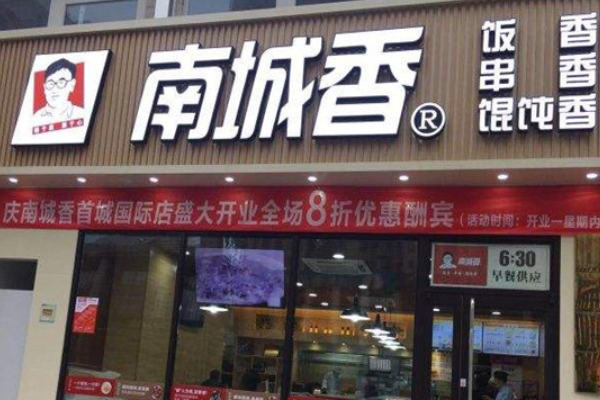 南城香®
饭香
串香
馄饨香
庆南城香首城国际店盛大开业全场8折优惠酬宾(活动时间:开业一星期内
南城香
6:30
早餐供应